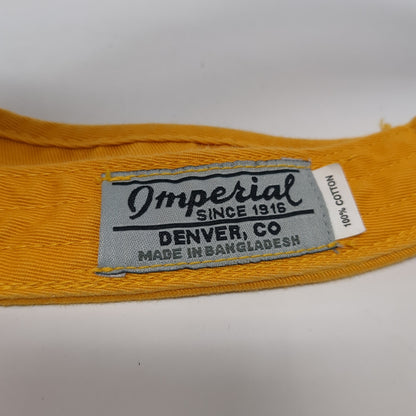 Imperial
SINCE 1916
DENVER, CO
MADE IN BANGLADESH
100% COTTON